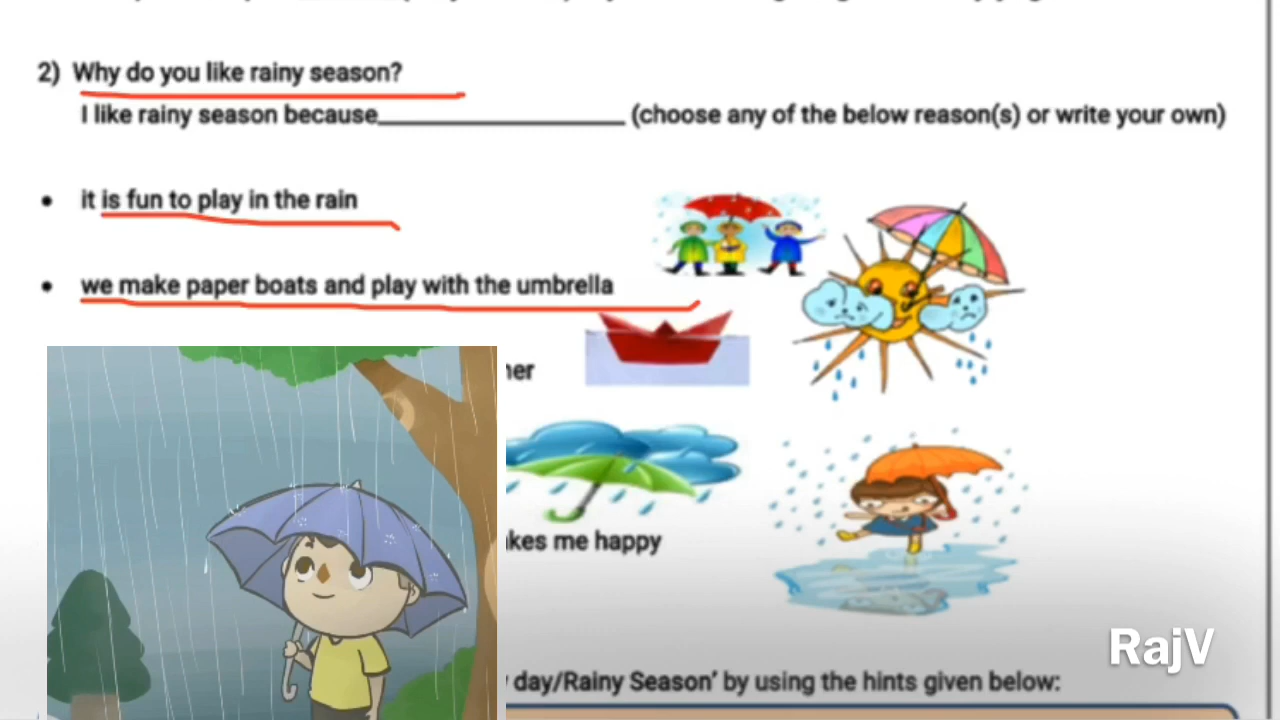 2) Why do you like rainy season?
I like rainy season because____________________ (choose any of the below reason(s) or write your own)
• it is fun to play in the rain
• we make paper boats and play with the umbrella
her
kes me happy
day/Rainy Season’ by using the hints given below:
RajV